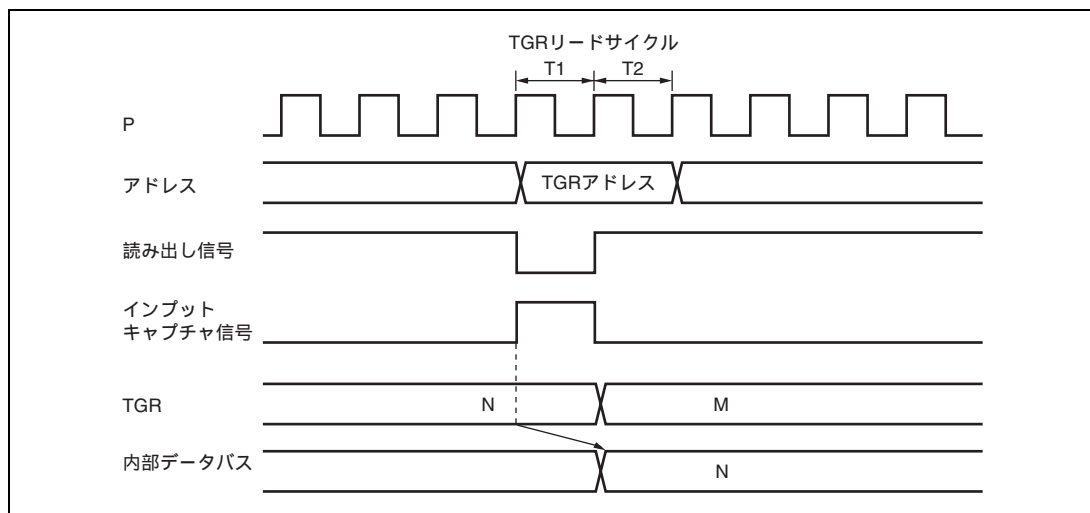 TGRリードサイクル
T1 T2
P
アドレス
TGRアドレス
読み出し信号
インプット
キャプチャ信号
TGR
N
M
内部データバス
N